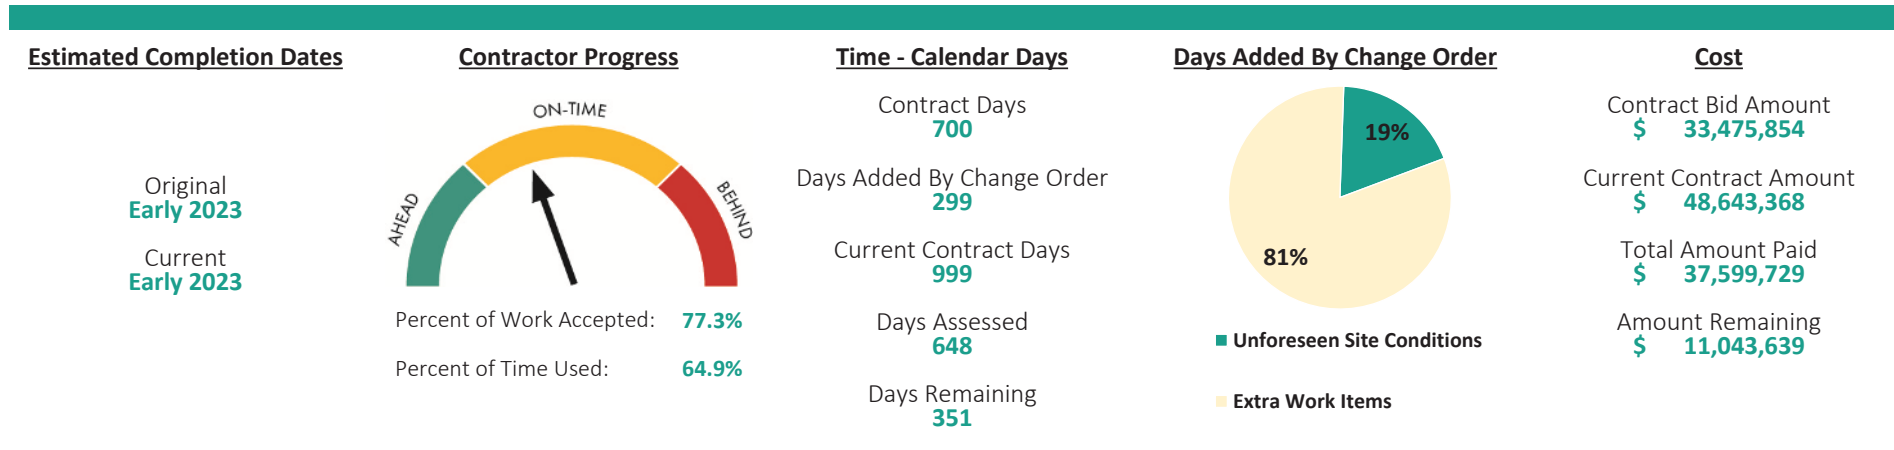 Estimated Completion Dates
Original
Early 2023
Current
Early 2023
Contractor Progress
AHEAD
ON-TIME
BEHIND
Percent of Work Accepted: 77.3%
Percent of Time Used: 64.9%
Time - Calendar Days
Contract Days
700
Days Added By Change Order
299
Current Contract Days
999
Days Assessed
648
Days Remaining
351
Days Added By Change Order
19%
81%
Unforeseen Site Conditions
Extra Work Items
Cost
Contract Bid Amount
$ 33,475,854
Current Contract Amount
$ 48,643,368
Total Amount Paid
$ 37,599,729
Amount Remaining
$ 11,043,639